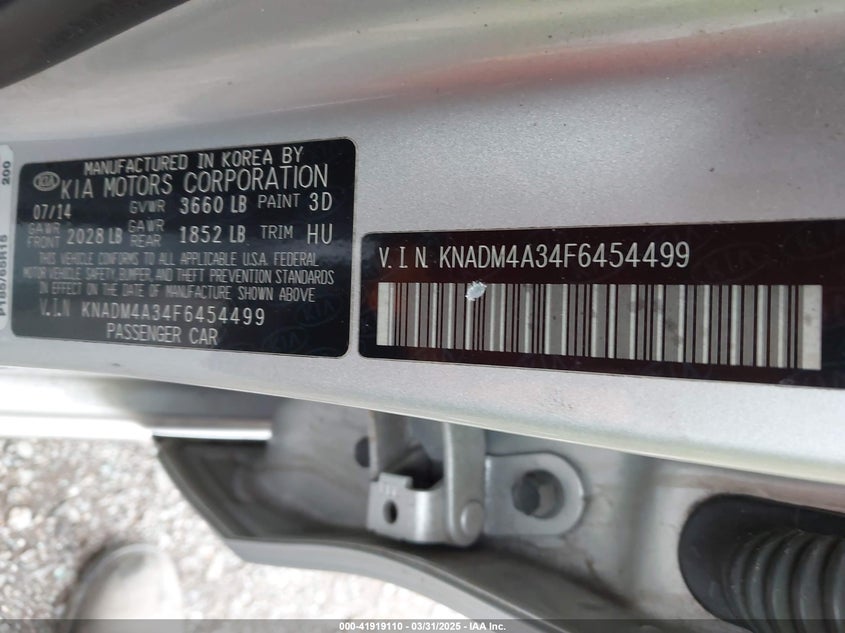 P185/65R15 200
MANUFACTURED IN KOREA BY
KIA KIA MOTORS CORPORATION
07/14 GVWR 3660 LB PAINT 3D
GAWR FRONT 2028 LB GAWR REAR 1852 LB TRIM HU
THIS VEHICLE CONFORMS TO ALL APPLICABLE U.S.A. FEDERAL
MOTOR VEHICLE SAFETY, BUMPER, AND THEFT PREVENTION STANDARDS
IN EFFECT ON THE DATE OF MANUFACTURE SHOWN ABOVE
V.I.N KNADM4A34F6454499
PASSENGER CAR
V.I.N. KNADM4A34F6454499
000-41919110 - 03/31/2025 - IAA, Inc.